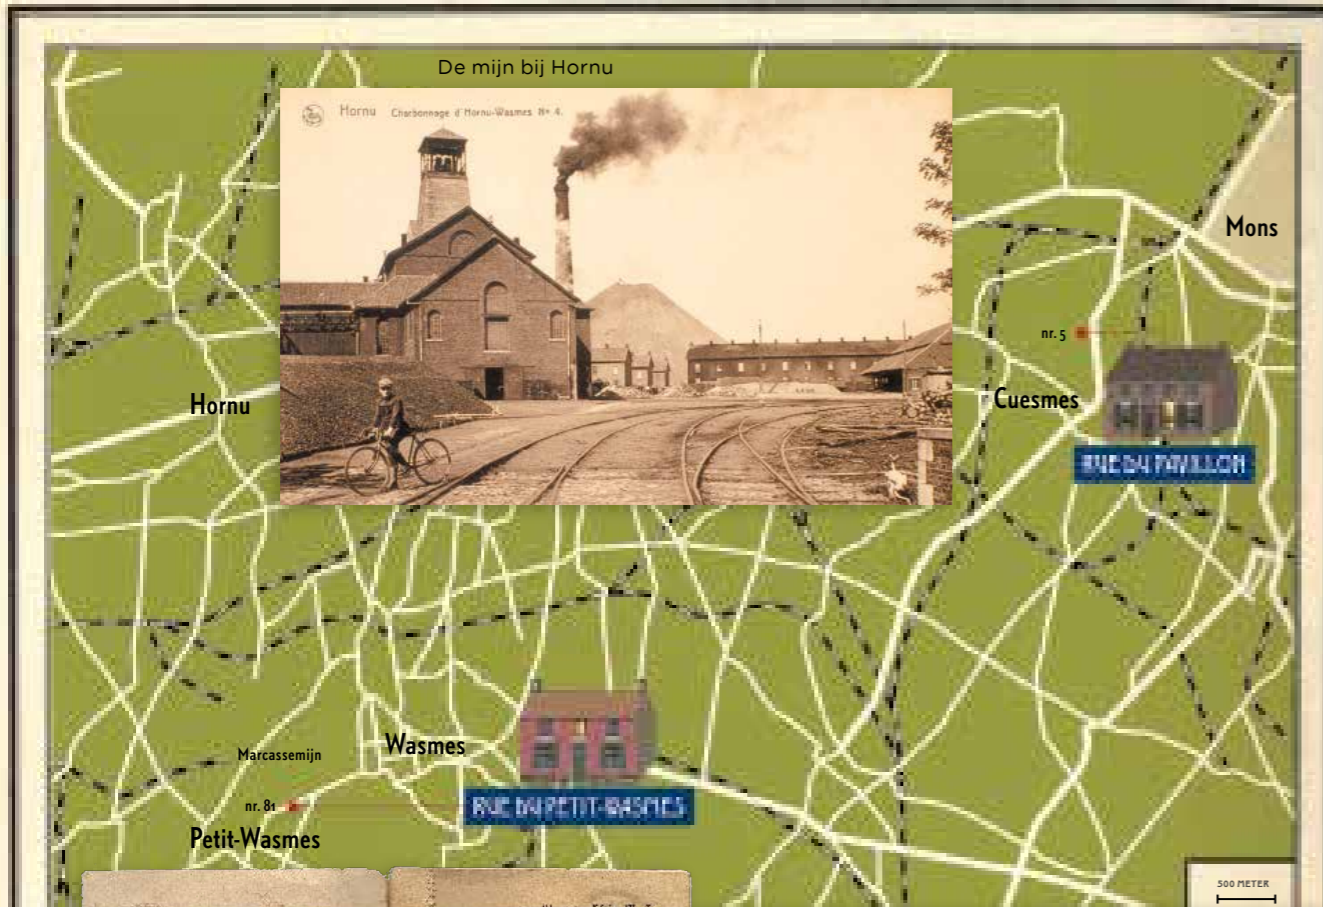 De mijn bij Hornu
Hornu Charbonnage d'Hornu-Wasmes No 4.
Mons
nr. 5
Hornu
Cuesmes
RUE DU PAVILLON
Marcassemijn
Wasmes
nr. 81
RUE DU PETIT-WASMES
Petit-Wasmes
500 METER